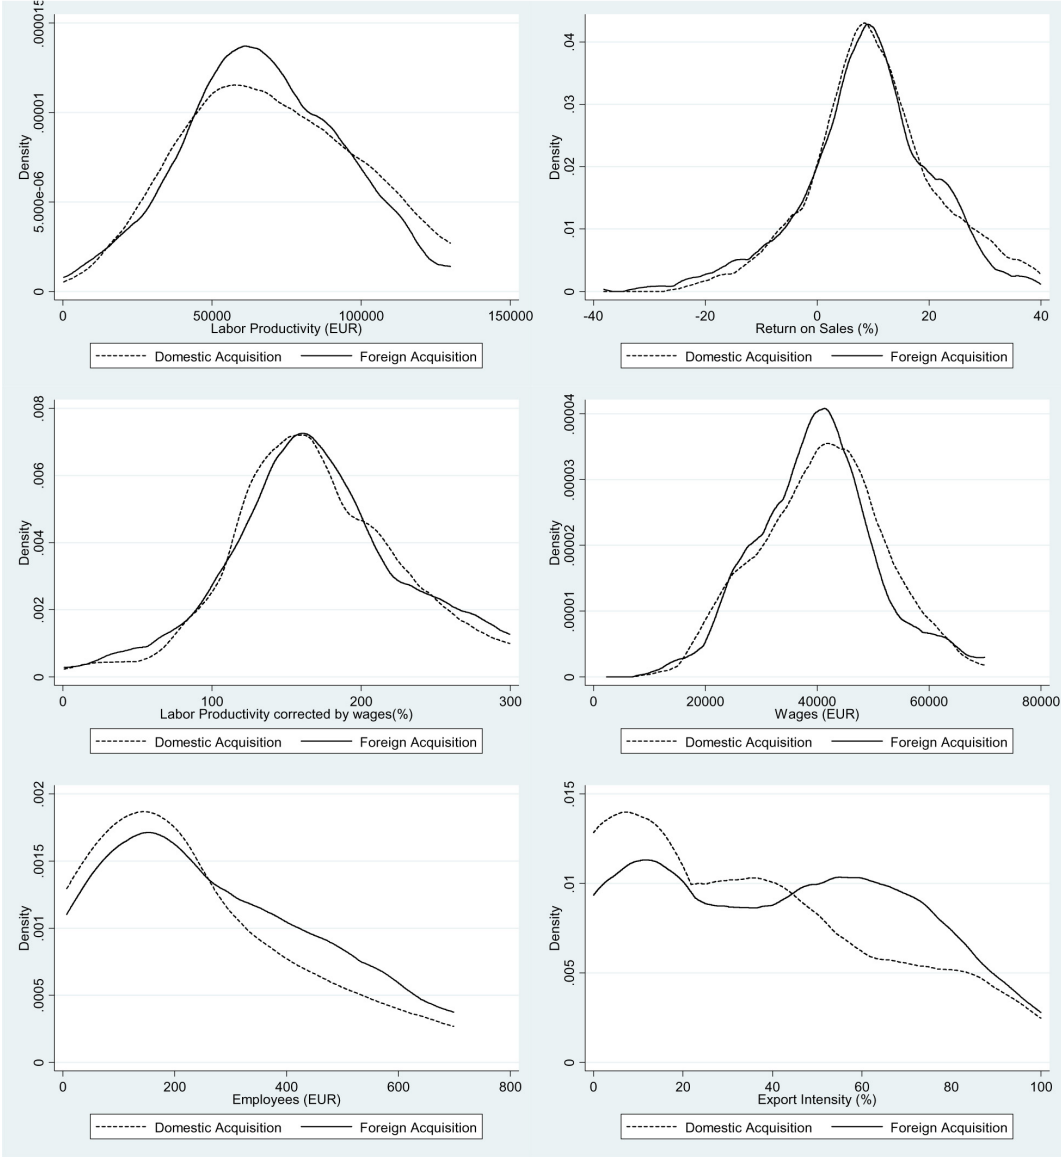 .000015
.00001
5.000e-06
0
Density
0 50000 100000 150000
Labor Productivity (EUR)
Domestic Acquisition Foreign Acquisition
.04
.03
.02
.01
0
Density
-40 -20 0 20 40
Return on Sales (%)
Domestic Acquisition Foreign Acquisition
.008
.006
.004
.002
0
Density
0 100 200 300
Labor Productivity corrected by wages(%)
Domestic Acquisition Foreign Acquisition
.00004
.00003
.00002
.00001
0
Density
0 20000 40000 60000 80000
Wages (EUR)
Domestic Acquisition Foreign Acquisition
.002
.0015
.001
.0005
0
Density
0 200 400 600 800
Employees (EUR)
Domestic Acquisition Foreign Acquisition
.015
.01
.005
0
Density
0 20 40 60 80 100
Export Intensity (%)
Domestic Acquisition Foreign Acquisition